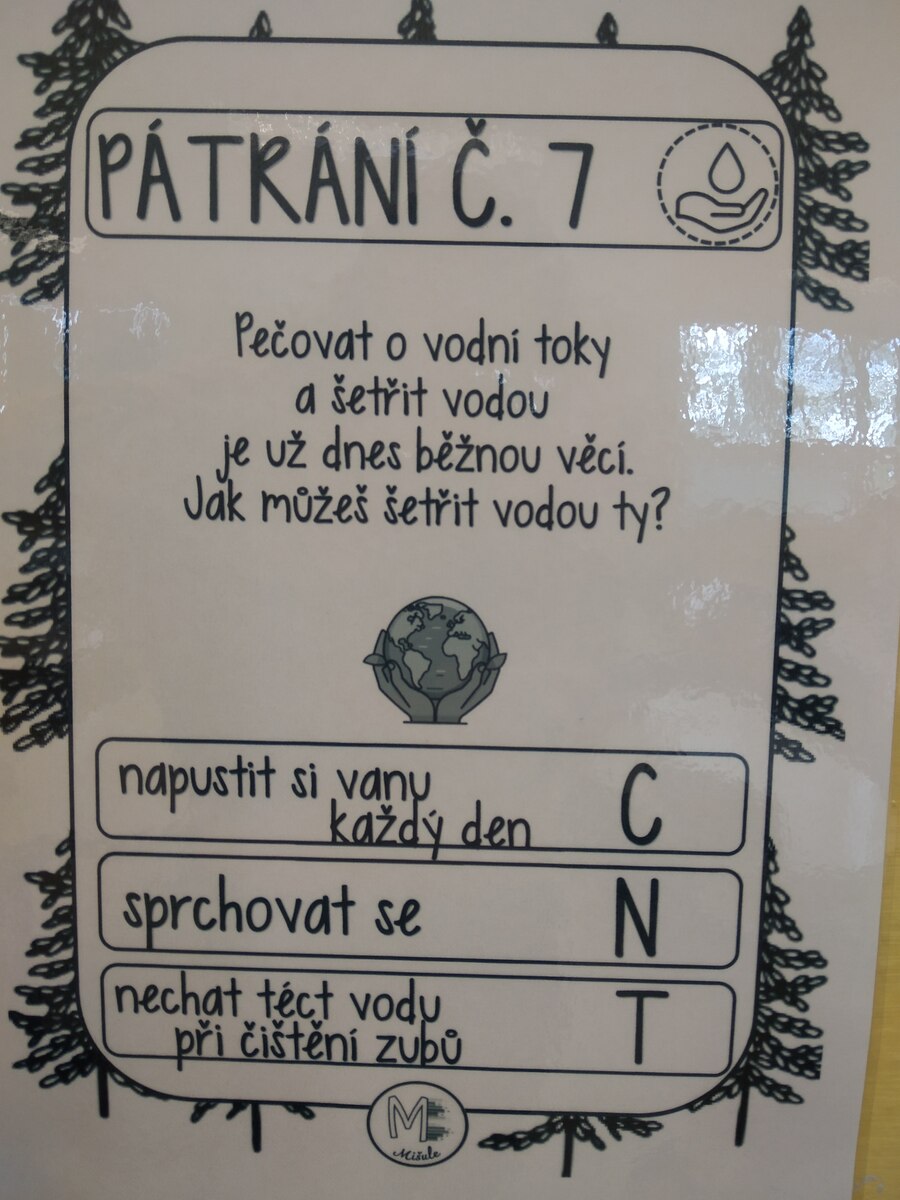 PÁTRÁNÍ Č. 7
Pečovat o vodní toky
a šetřit vodou
je už dnes běžnou věcí.
Jak můžeš šetřit vodou ty?
napustit si vanu
každý den
C
sprchovat se
N
nechat téct vodu
při čištění zubů
T
M
Mišule